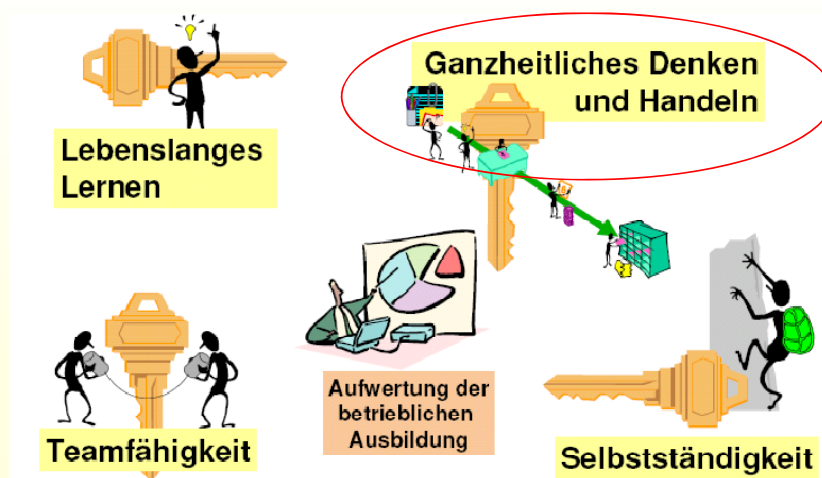 Ganzheitliches Denken
und Handeln
Lebenslanges
Lernen
Aufwertung der
betrieblichen
Ausbildung
Teamfähigkeit
Selbstständigkeit